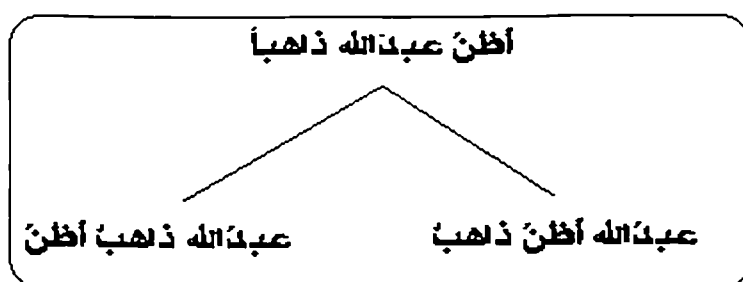 أظنُ عبدَالله ذاهباً
عبدُالله أظنُ ذاهبُ
عبدُالله ذاهبُ أظنُ